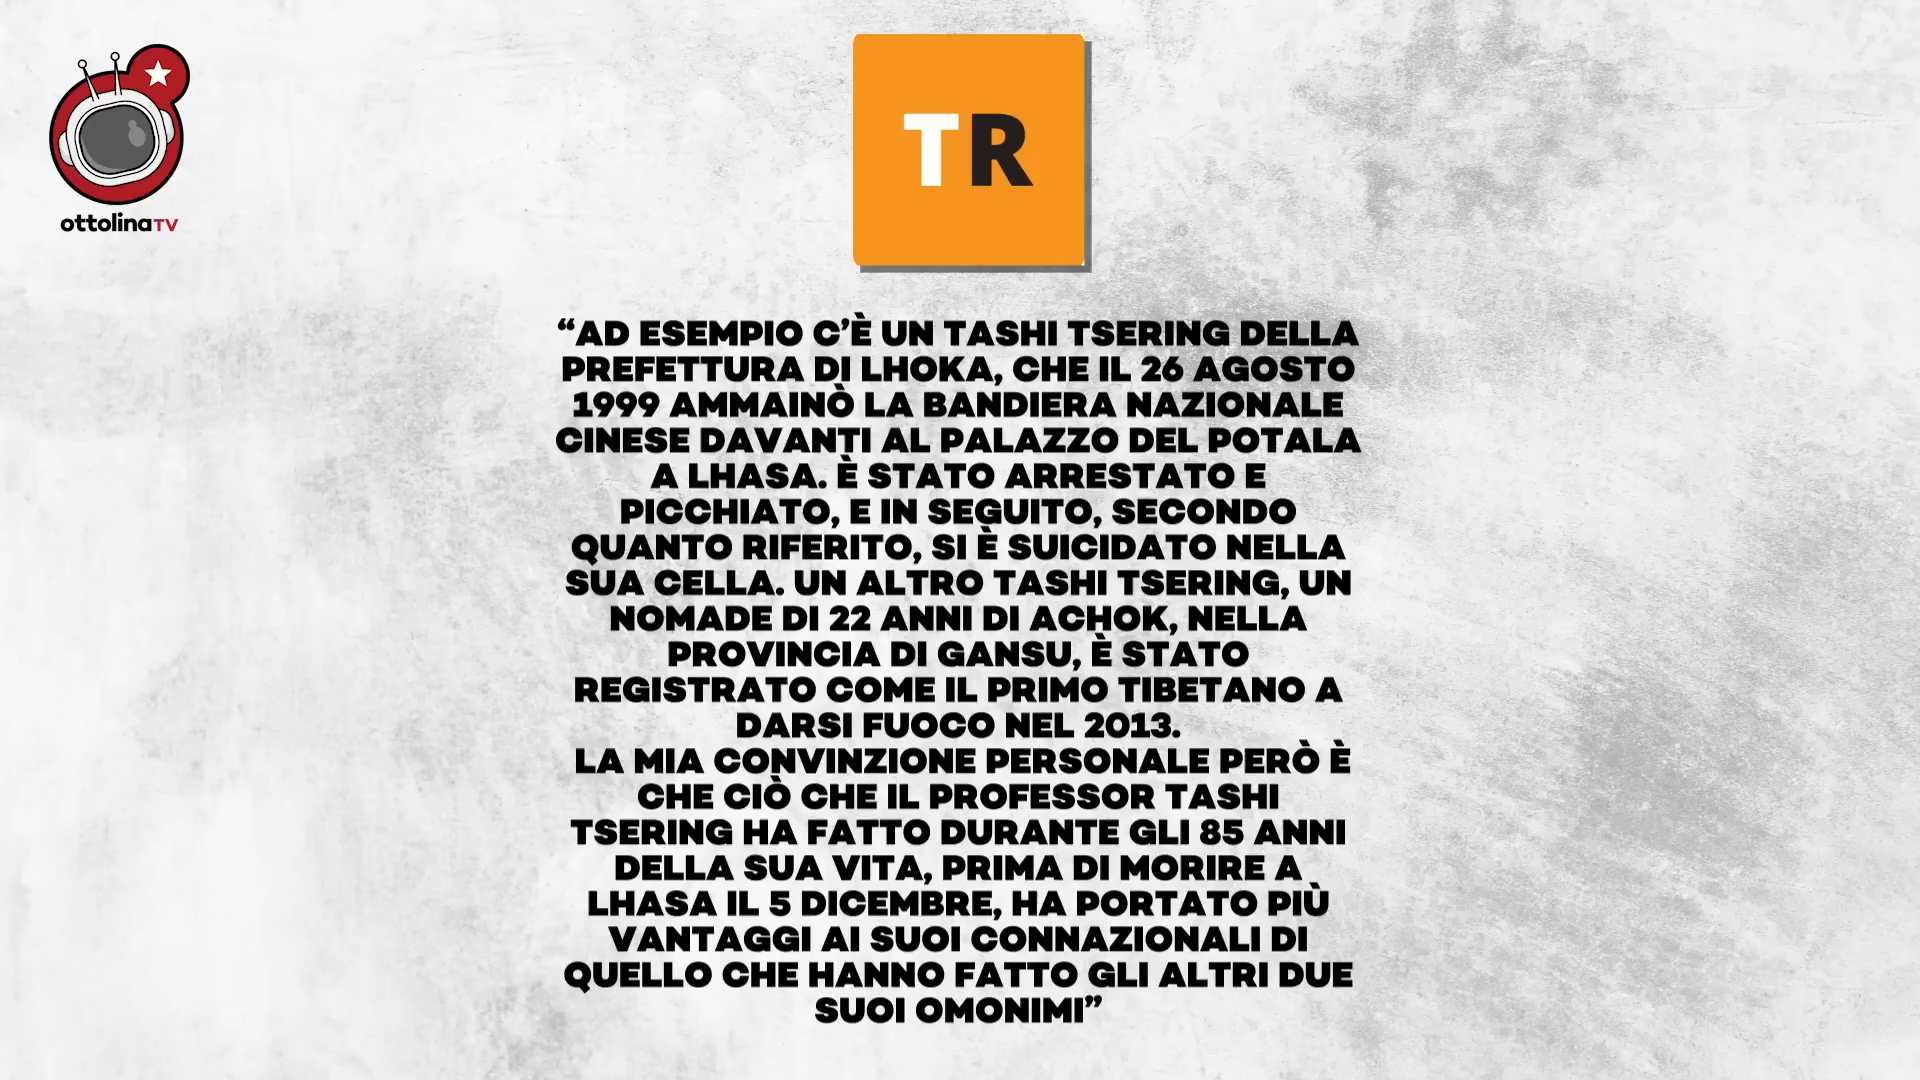 ottolinaTV
TR
“AD ESEMPIO C’È UN TASHI TSERING DELLA
PREFETTURA DI LHOKA, CHE IL 26 AGOSTO
1999 AMMAINÒ LA BANDIERA NAZIONALE
CINESE DAVANTI AL PALAZZO DEL POTALA
A LHASA. È STATO ARRESTATO E
PICCHIATO, E IN SEGUITO, SECONDO
QUANTO RIFERITO, SI È SUICIDATO NELLA
SUA CELLA. UN ALTRO TASHI TSERING, UN
NOMADE DI 22 ANNI DI ACHOK, NELLA
PROVINCIA DI GANSU, È STATO
REGISTRATO COME IL PRIMO TIBETANO A
DARSI FUOCO NEL 2013.
LA MIA CONVINZIONE PERSONALE PERÒ È
CHE CIÒ CHE IL PROFESSOR TASHI
TSERING HA FATTO DURANTE GLI 85 ANNI
DELLA SUA VITA, PRIMA DI MORIRE A
LHASA IL 5 DICEMBRE, HA PORTATO PIÙ
VANTAGGI AI SUOI CONNAZIONALI DI
QUELLO CHE HANNO FATTO GLI ALTRI DUE
SUOI OMONIMI”